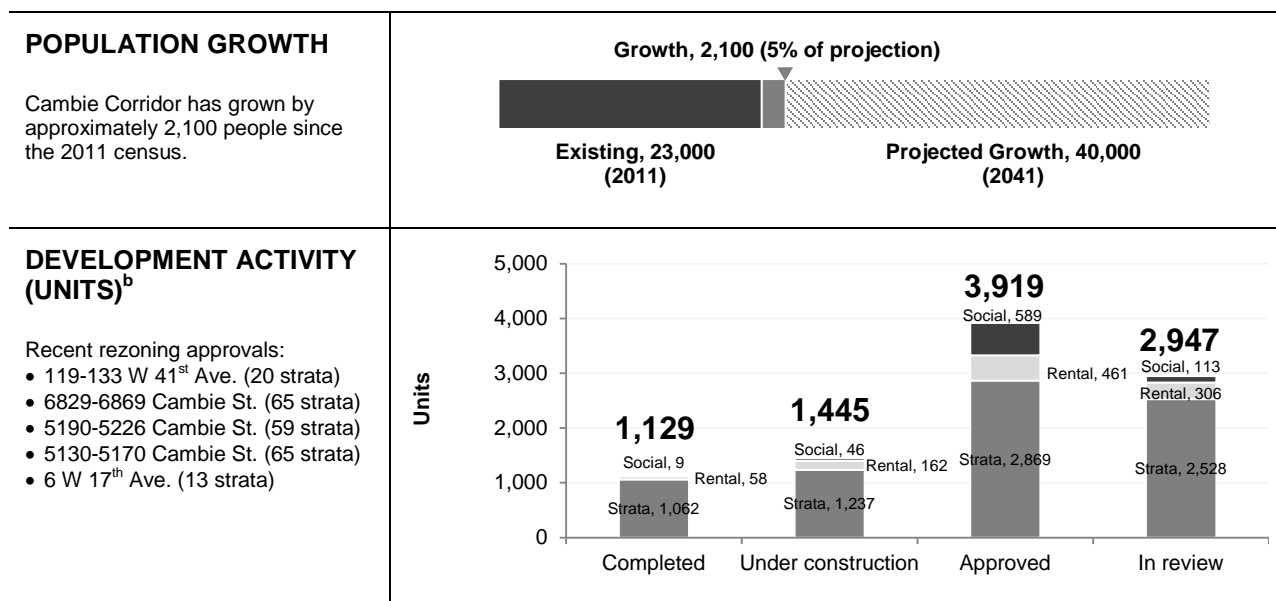 POPULATION GROWTH
Cambie Corridor has grown by
approximately 2,100 people since
the 2011 census.
Growth, 2,100 (5% of projection)
Existing, 23,000
(2011)
Projected Growth, 40,000
(2041)
DEVELOPMENT ACTIVITY
(UNITS)b
Recent rezoning approvals:
• 119-133 W 41st Ave. (20 strata)
• 6829-6869 Cambie St. (65 strata)
• 5190-5226 Cambie St. (59 strata)
• 5130-5170 Cambie St. (65 strata)
• 6 W 17th Ave. (13 strata)
Units
5,000
4,000
3,000
2,000
1,000
0
1,129
Social, 9
Rental, 58
Strata, 1,062
Completed
1,445
Social, 46
Rental, 162
Strata, 1,237
Under construction
3,919
Social, 589
Rental, 461
Strata, 2,869
Approved
2,947
Social, 113
Rental, 306
Strata, 2,528
In review